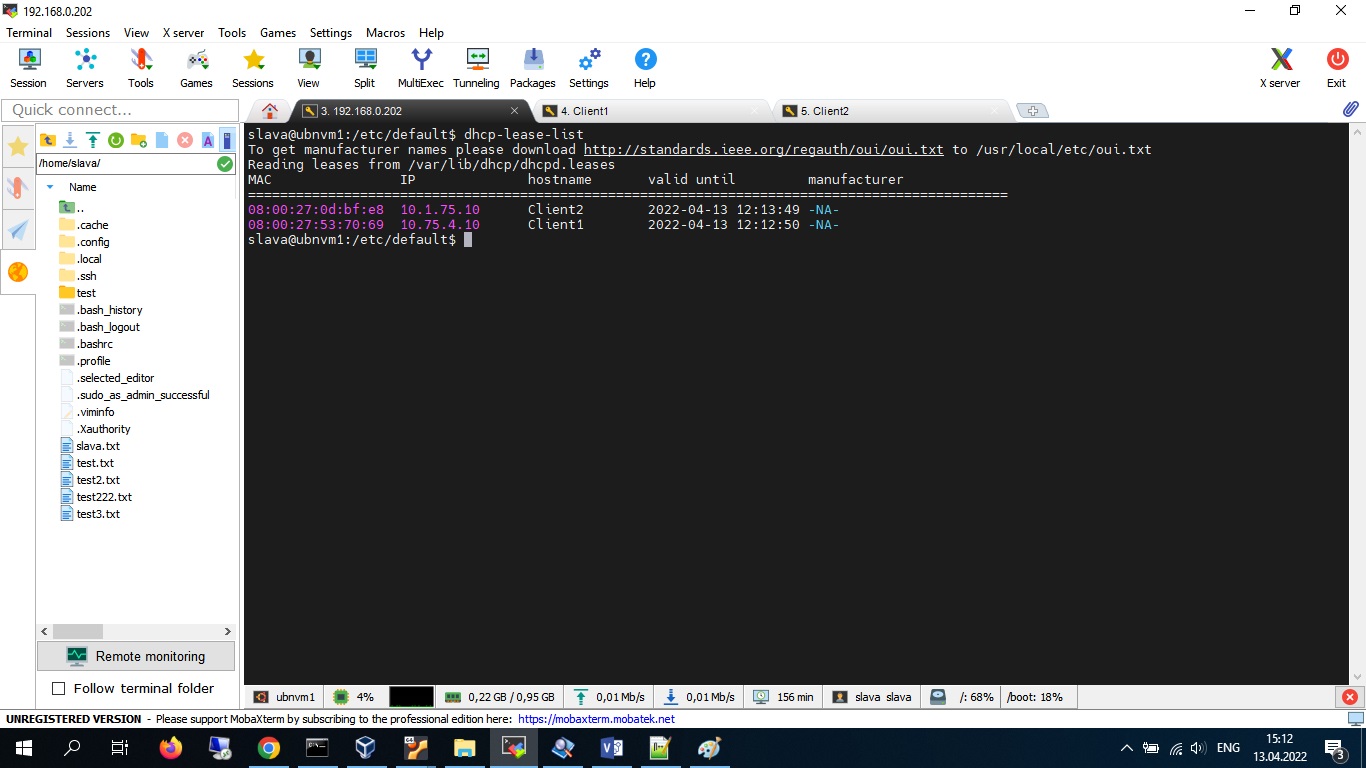 192.168.0.202
Terminal Sessions View X server Tools Games Settings Macros Help
Session Servers Tools Games Sessions View Split MultiExec Tunneling Packages Settings Help X server Exit
Quick connect... 3. 192.168.0.202 4. Client1 5. Client2
/home/slava/
Name
..
.cache
.config
.local
.ssh
test
.bash_history
.bash_logout
.bashrc
.profile
.selected_editor
.sudo_as_admin_successful
.viminfo
.Xauthority
slava.txt
test.txt
test2.txt
test222.txt
test3.txt
Remote monitoring
Follow terminal folder
slava@ubnvm1:/etc/default$ dhcp-lease-list
To get manufacturer names please download http://standards.ieee.org/regauth/oui/oui.txt to /usr/local/etc/oui.txt
Reading leases from /var/lib/dhcp/dhcpd.leases
MAC IP hostname valid until manufacturer
===============================================================================================
08:00:27:0d:bf:e8 10.1.75.10 Client2 2022-04-13 12:13:49 -NA-
08:00:27:53:70:69 10.75.4.10 Client1 2022-04-13 12:12:50 -NA-
slava@ubnvm1:/etc/default$
ubnvm1 4% 0,22 GB / 0,95 GB 0,01 Mb/s 0,01 Mb/s 156 min slava slava /: 68% /boot: 18%
UNREGISTERED VERSION - Please support MobaXterm by subscribing to the professional edition here: https://mobaxterm.mobatek.net
ENG
15:12
13.04.2022
3